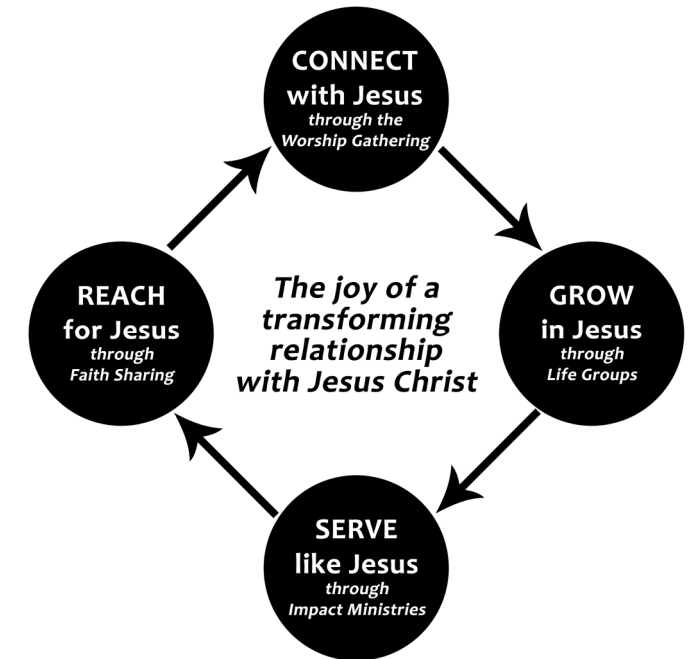 CONNECT
with Jesus
through the
Worship Gathering
GROW
in Jesus
through
Life Groups
SERVE
like Jesus
through
Impact Ministries
REACH
for Jesus
through
Faith Sharing
The joy of a
transforming
relationship
with Jesus Christ